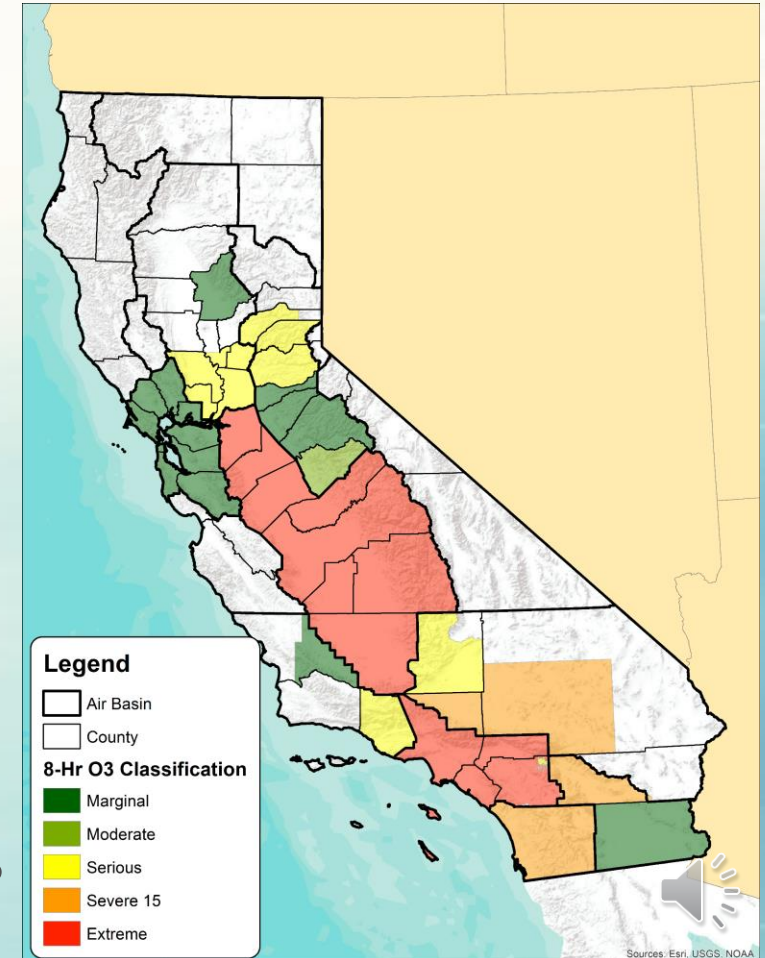 Legend
Air Basin
County
8-Hr O3 Classification
Marginal
Moderate
Serious
Severe 15
Extreme
Sources: Esri, USGS, NOAA